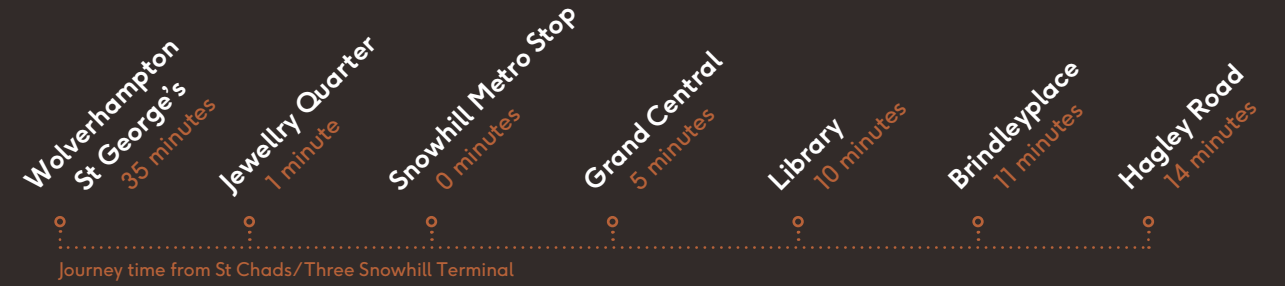 Wolverhampton
St George's
35 minutes
Jewellry Quarter
1 minute
Snowhill Metro Stop
0 minutes
Grand Central
5 minutes
Library
10 minutes
Brindleyplace
11 minutes
Hagley Road
14 minutes
Journey time from St Chads/Three Snowhill Terminal